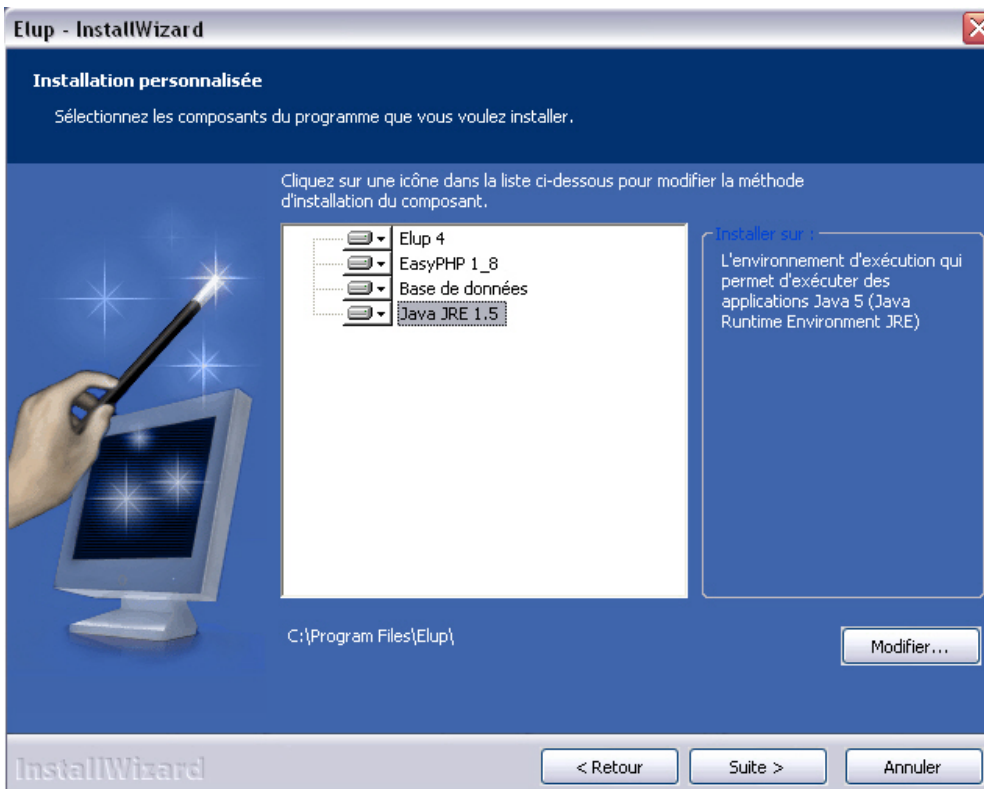 Elup - InstallWizard
Installation personnalisée
Sélectionnez les composants du programme que vous voulez installer.
Cliquez sur une icône dans la liste ci-dessous pour modifier la méthode
d'installation du composant.
Elup 4
EasyPHP 1_8
Base de données
Java JRE 1.5
Installer sur :
L'environnement d'exécution qui
permet d'exécuter des
applications Java 5 (Java
Runtime Environment JRE)
C:\Program Files\Elup\
Modifier...
InstallWizard
< Retour
Suite >
Annuler